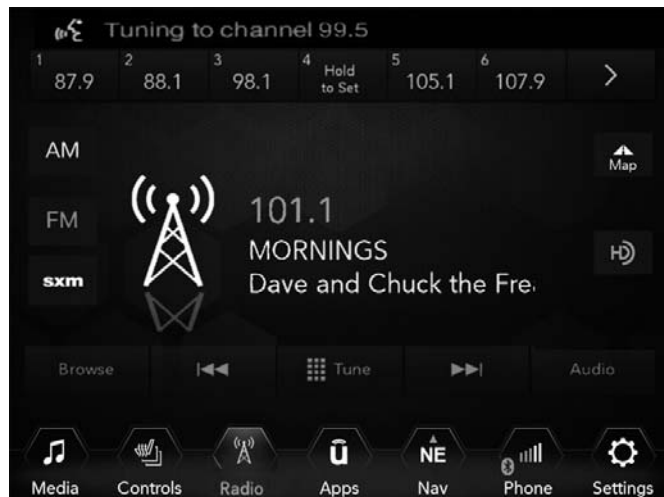 Tuning to channel 99.5
1 87.9 2 88.1 3 98.1 4 Hold to Set 5 105.1 6 107.9
AM
Map
101.1
FM
MORNINGS
HD
sxm
Dave and Chuck the Fre
Browse Tune Audio
û NE
Media Controls Radio Apps Nav Phone Settings